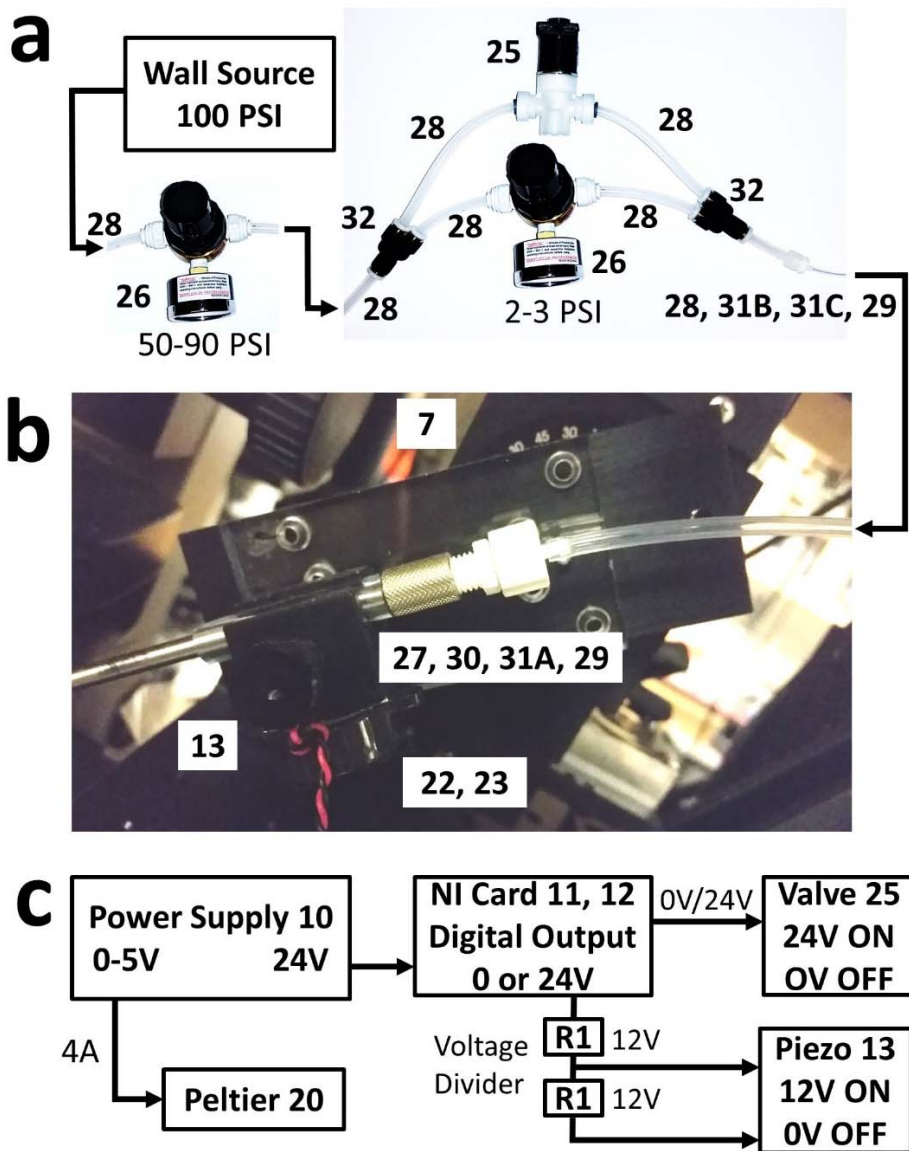 a
Wall Source
100 PSI
25
28
28
28
32
28
28
32
26
28
26
50-90 PSI
2-3 PSI
28, 31B, 31C, 29
b
7
45 30
27, 30, 31A, 29
13
22, 23
c
Power Supply 10
0-5V 24V
4A
Peltier 20
NI Card 11, 12
Digital Output
0 or 24V
0V/24V
Valve 25
24V ON
OV OFF
Voltage
Divider
R1 12V
R1 12V
Piezo 13
12V ON
0V OFF